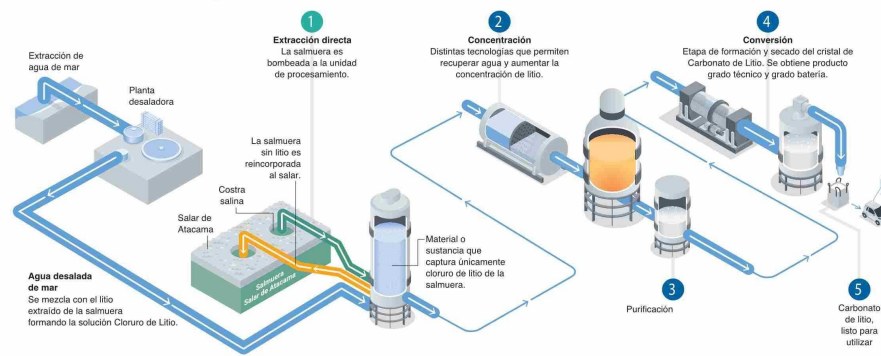 Extracción de
agua de mar
Planta
desaladora
Agua desalada
de mar
Se mezcla con el litio
extraído de la salmuera
formando la solución Cloruro de Litio.
1
Extracción directa
La salmuera es
bombeada a la unidad
de procesamiento.
La salmuera
sin litio es
reincorporada
al salar.
Costra
salina
Salar de
Atacama
Salmuera
Salar de Atacama
Material o
sustancia que
captura únicamente
cloruro de litio de la
salmuera.
2
Concentración
Distintas tecnologías que permiten
recuperar agua y aumentar la
concentración de litio.
3
Purificación
4
Conversión
Etapa de formación y secado del cristal de
Carbonato de Litio. Se obtiene producto
grado técnico y grado batería.
5
Carbonato
de litio,
listo para
utilizar